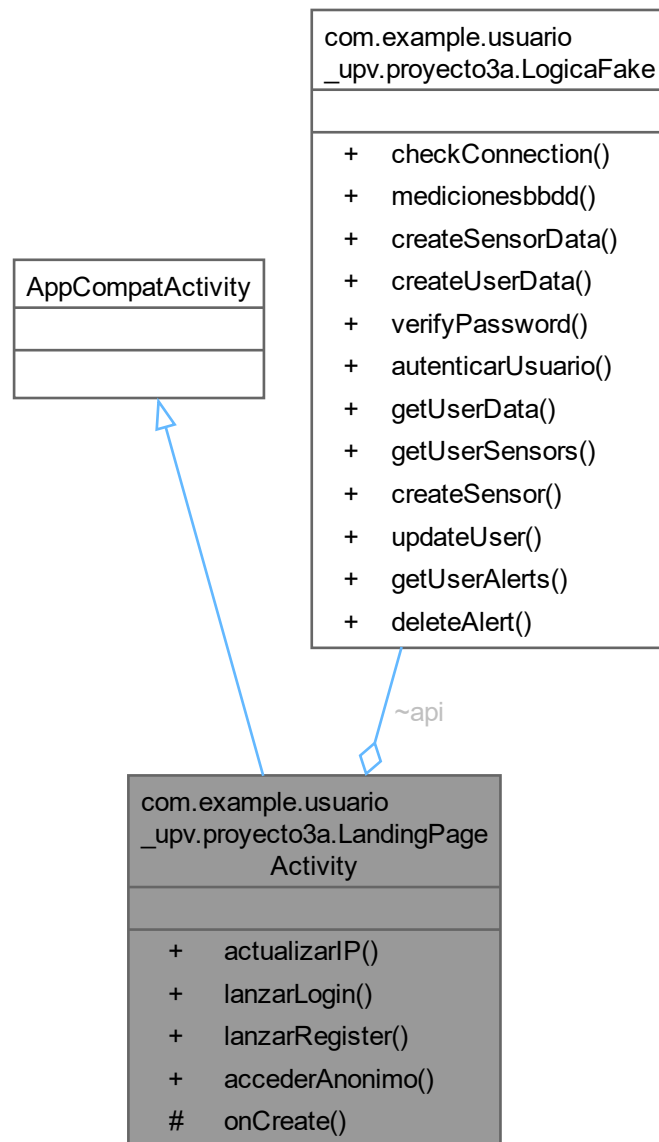 com.example.usuario
_upv.proyecto3a.LogicaFake
+ checkConnection()
+ medicionesbbdd()
+ createSensorData()
+ createUserData()
+ verifyPassword()
+ autenticarUsuario()
+ getUserData()
+ getUserSensors()
+ createSensor()
+ updateUser()
+ getUserAlerts()
+ deleteAlert()
AppCompatActivity
~api
com.example.usuario
_upv.proyecto3a.LandingPage
Activity
+ actualizarIP()
+ lanzarLogin()
+ lanzarRegister()
+ accederAnonimo()
# onCreate()